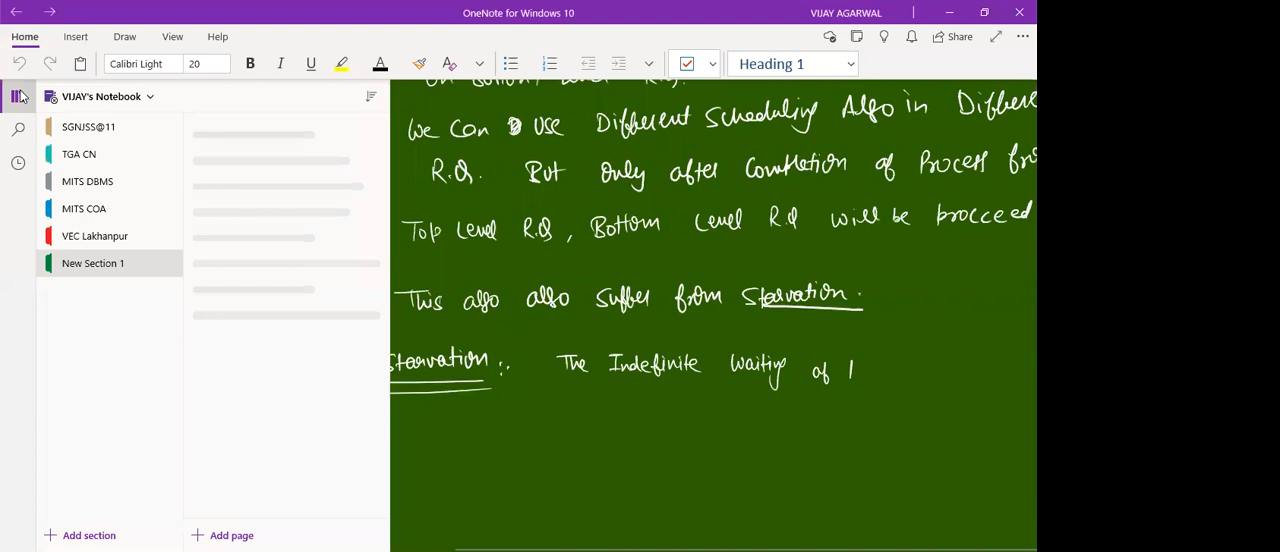 OneNote for Windows 10
VIJAY AGARWAL
Home Insert Draw View Help
Share
Calibri Light 20 B I U A Heading 1
VIJAY's Notebook
SGNJSS@11
TGA CN
MITS DBMS
MITS COA
VEC Lakhanpur
New Section 1
Add section Add page
We Can Use Different Scheduling Also in Differe
R.Q. But Only after Completion of Process fro
Top Level R.Q, Bottom Level R.Q will be procceed
This also also suffer from Starvation.
Starvation :. The Indefinite Waiting of